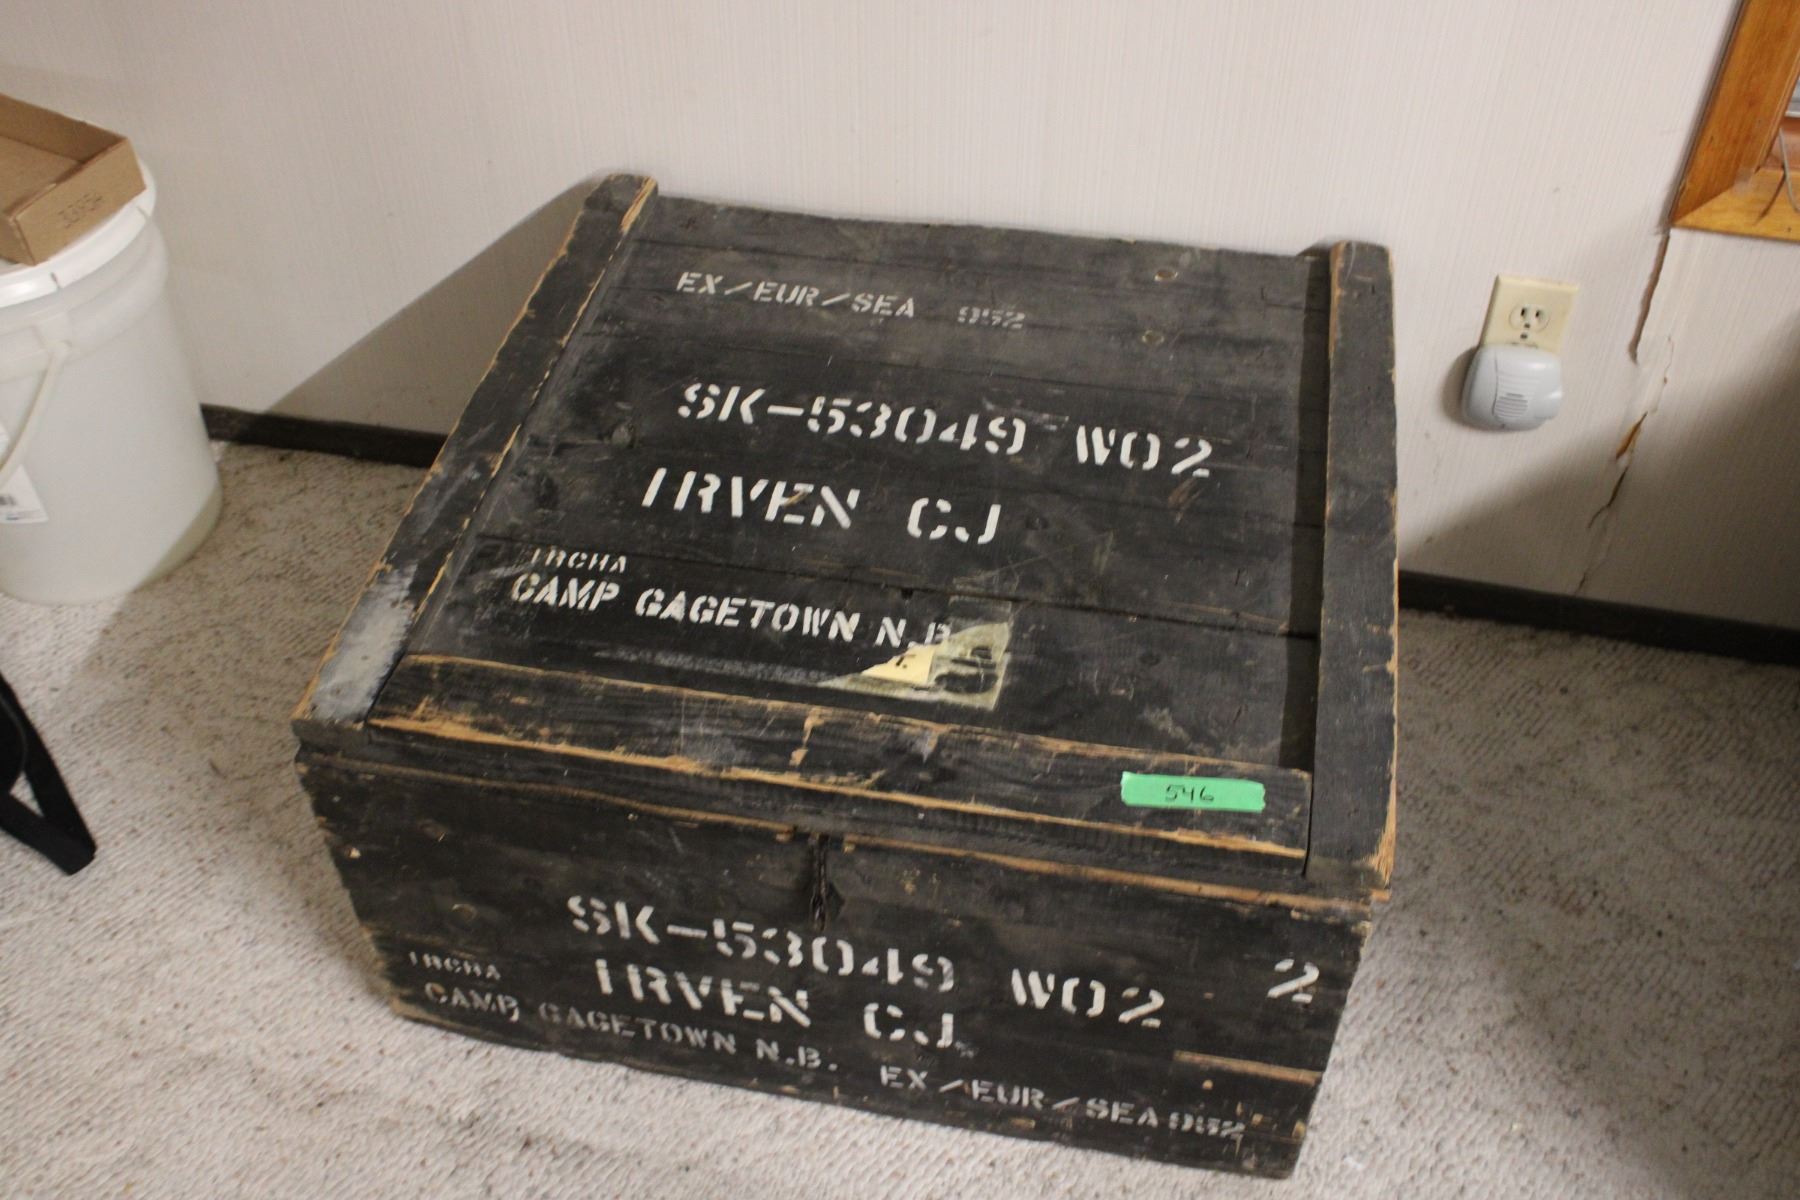 EX/EUR/SEA 952
SK-53049 WO2
IRVEN CJ
1RCHA
CAMP GAGETOWN N.B.
546
SK-53049 WO2 2
IRVEN CJ
1RCHA
CAMP GAGETOWN N.B.
EX/EUR/SEA 952